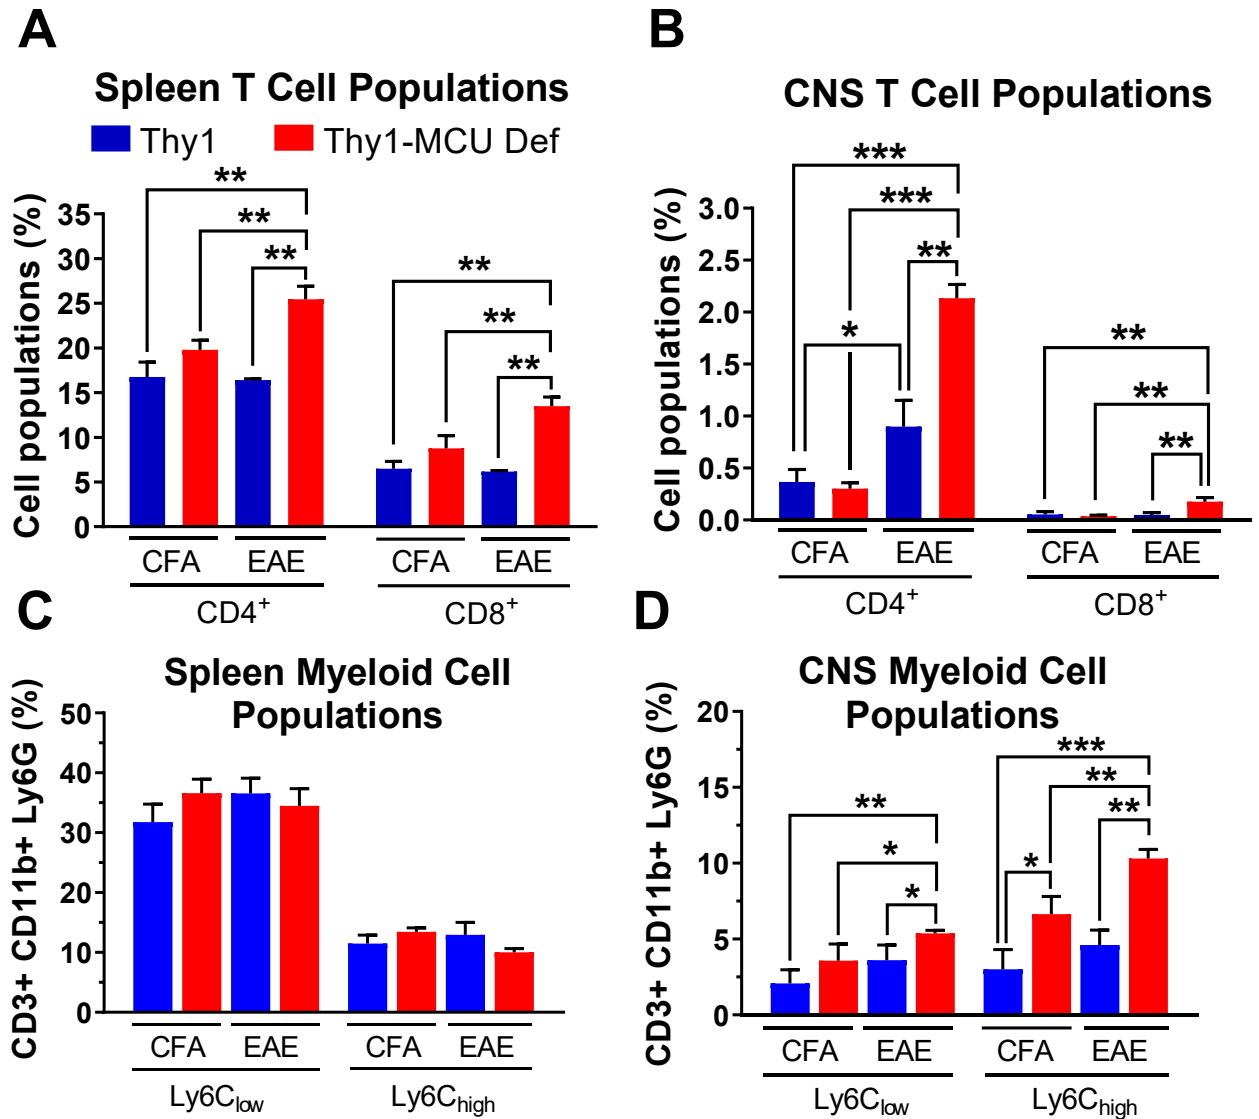 A
Spleen T Cell Populations
Thy1 Thy1-MCU Def
Cell populations (%)
35
30
25
20
15
10
5
0
**
**
**
**
**
**
CFA EAE CFA EAE
CD4+ CD8+
B
CNS T Cell Populations
Cell populations (%)
3.0
2.5
2.0
1.5
1.0
0.5
0.0
***
***
**
*
**
**
**
CFA EAE CFA EAE
CD4+ CD8+
C
Spleen Myeloid Cell
Populations
CD3+ CD11b+ Ly6G (%)
50
40
30
20
10
0
CFA EAE CFA EAE
Ly6Clow Ly6Chigh
D
CNS Myeloid Cell
Populations
CD3+ CD11b+ Ly6G (%)
20
15
10
5
0
**
*
*
***
**
**
*
CFA EAE CFA EAE
Ly6Clow Ly6Chigh